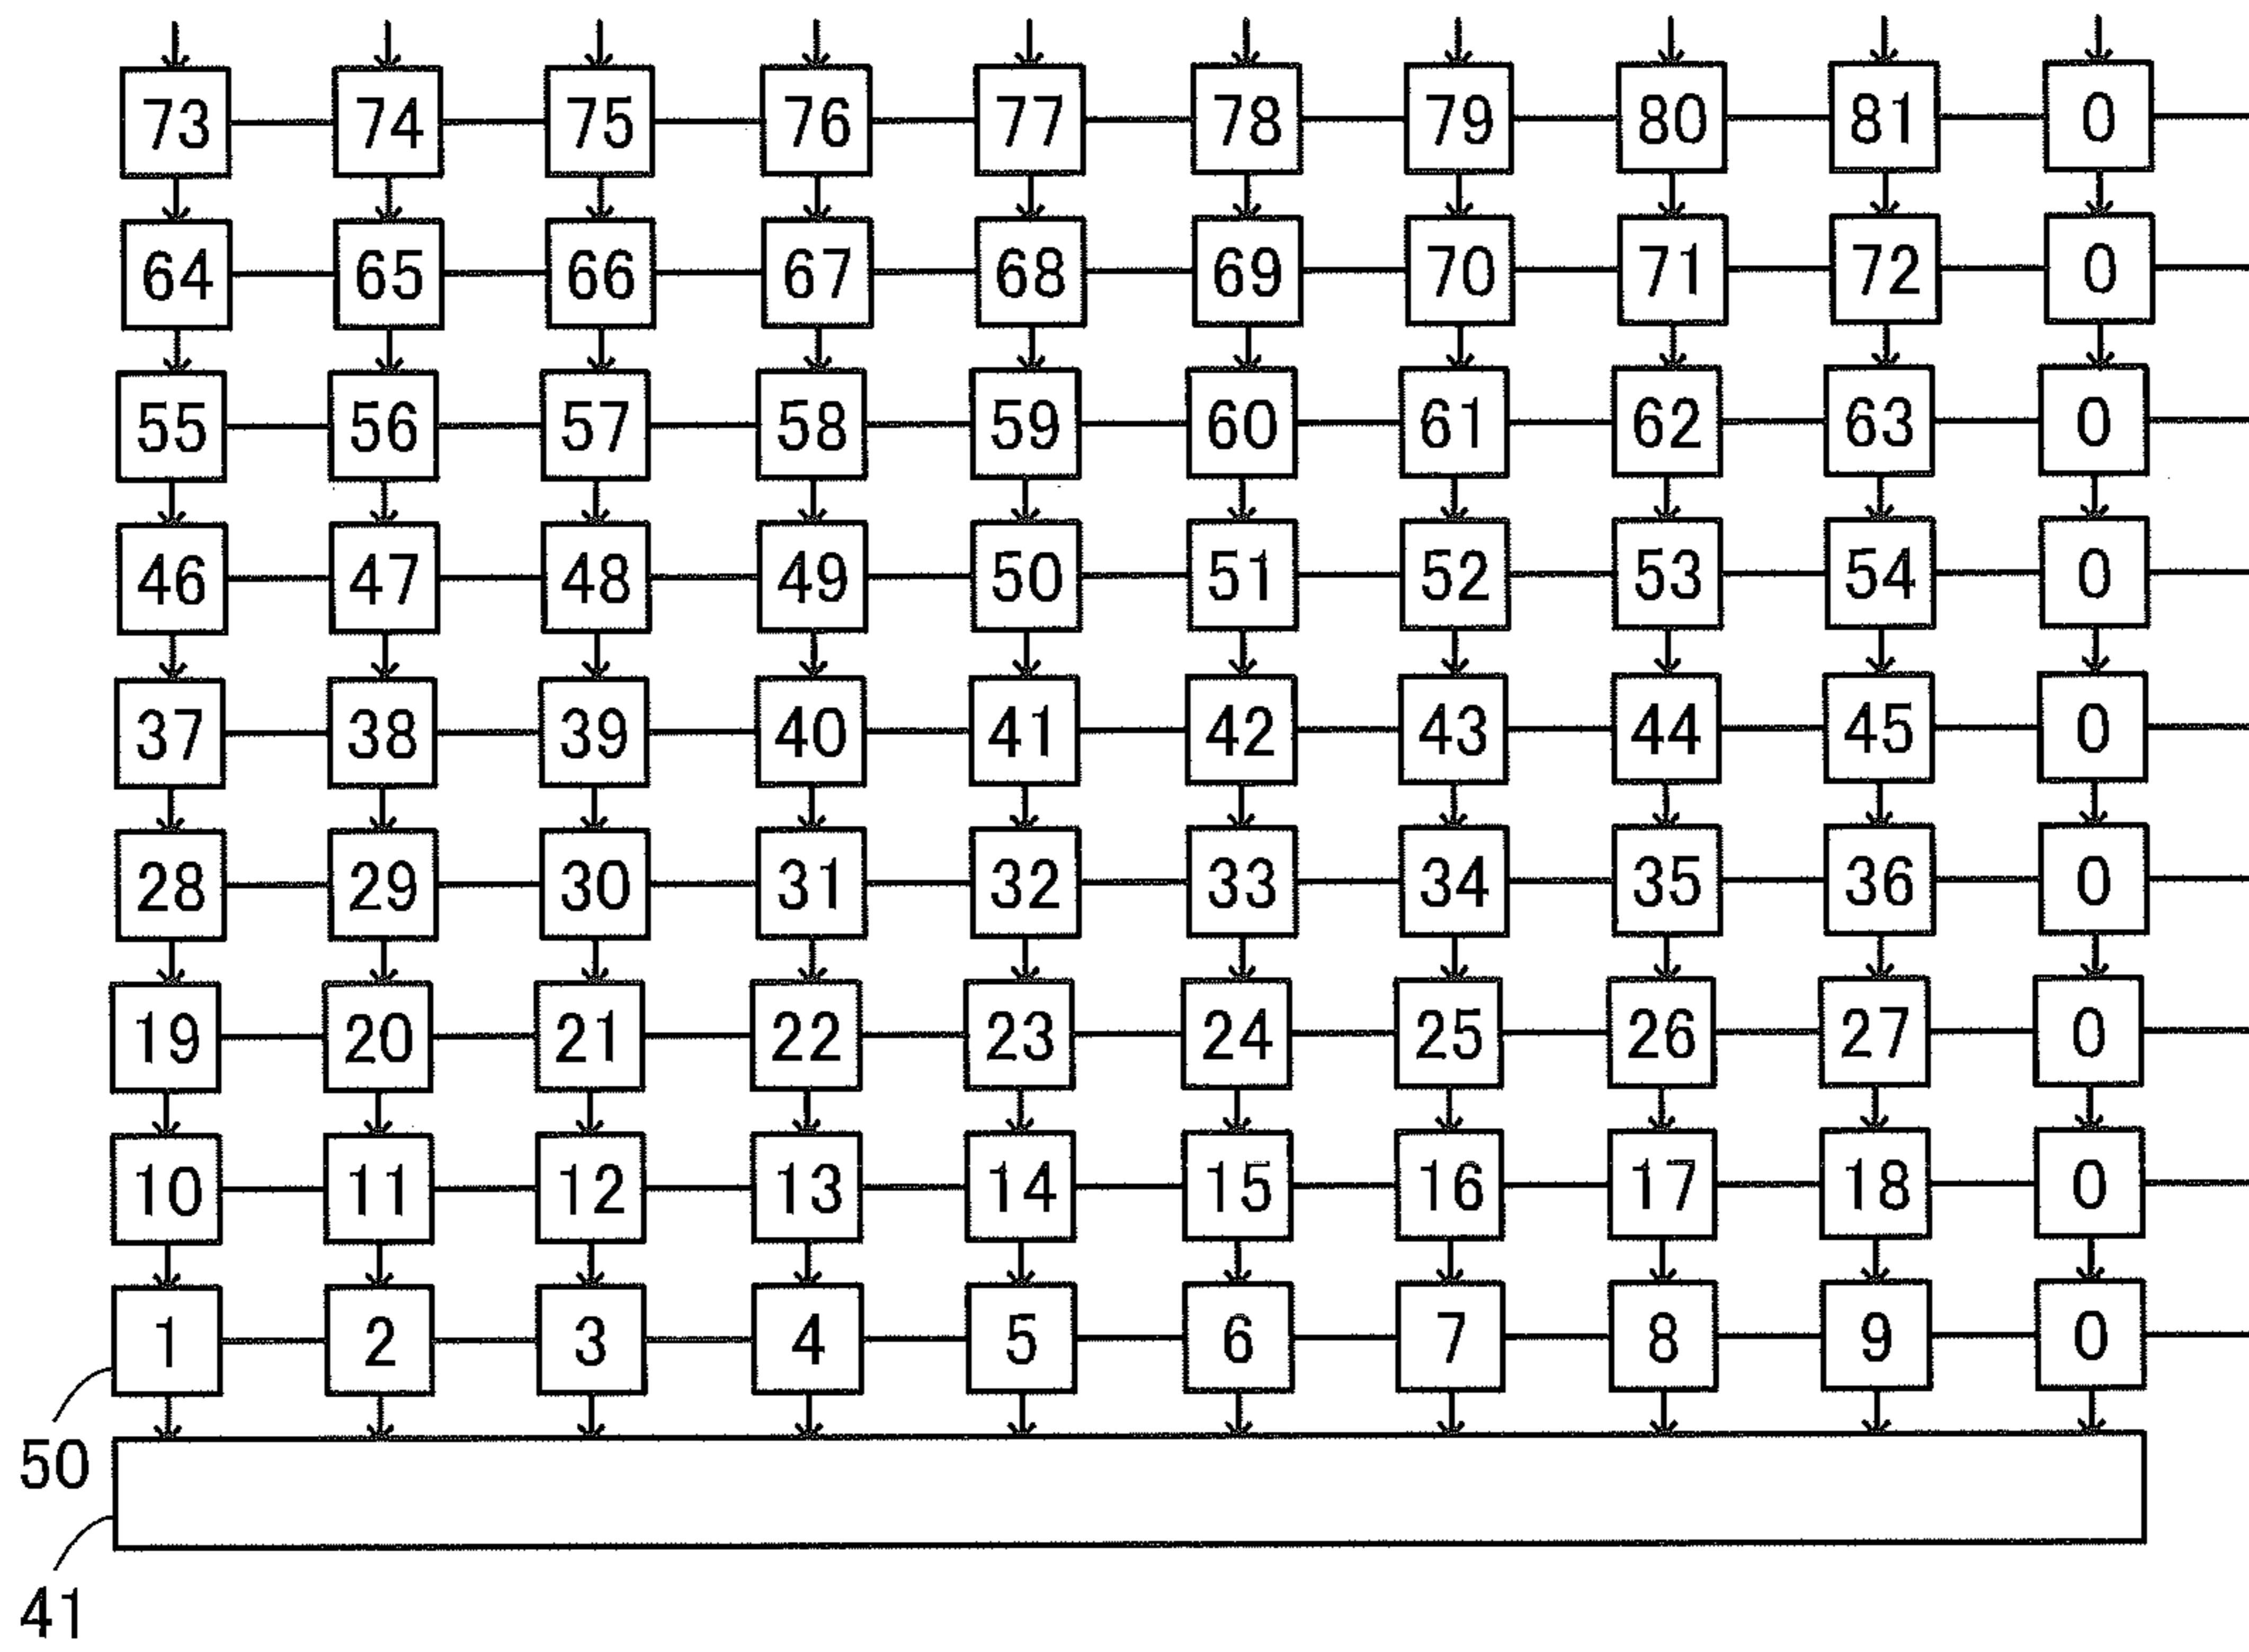 73 74 75 76 77 78 79 80 81 0
64 65 66 67 68 69 70 71 72 0
55 56 57 58 59 60 61 62 63 0
46 47 48 49 50 51 52 53 54 0
37 38 39 40 41 42 43 44 45 0
28 29 30 31 32 33 34 35 36 0
19 20 21 22 23 24 25 26 27 0
10 11 12 13 14 15 16 17 18 0
1 2 3 4 5 6 7 8 9 0
50
41